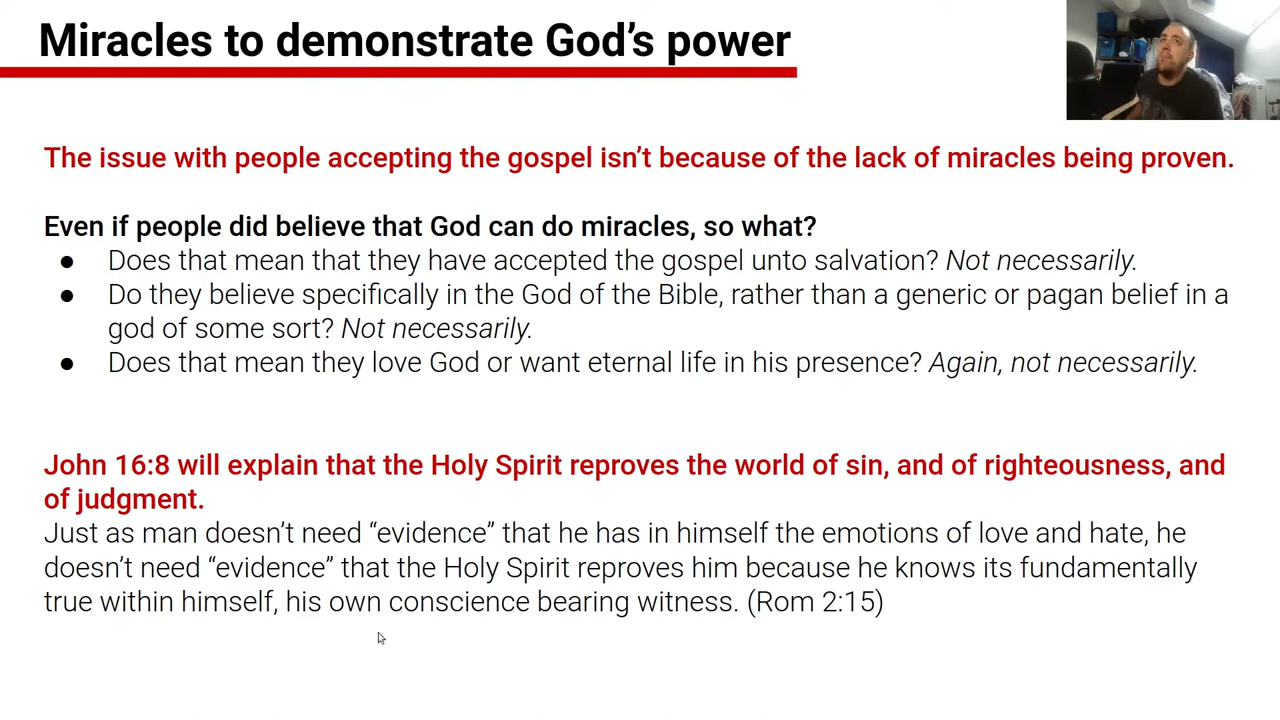 Miracles to demonstrate God’s power
The issue with people accepting the gospel isn’t because of the lack of miracles being proven.
Even if people did believe that God can do miracles, so what?
● Does that mean that they have accepted the gospel unto salvation? Not necessarily.
● Do they believe specifically in the God of the Bible, rather than a generic or pagan belief in a
god of some sort? Not necessarily.
● Does that mean they love God or want eternal life in his presence? Again, not necessarily.
John 16:8 will explain that the Holy Spirit reproves the world of sin, and of righteousness, and
of judgment.
Just as man doesn’t need “evidence” that he has in himself the emotions of love and hate, he
doesn’t need “evidence” that the Holy Spirit reproves him because he knows its fundamentally
true within himself, his own conscience bearing witness. (Rom 2:15)